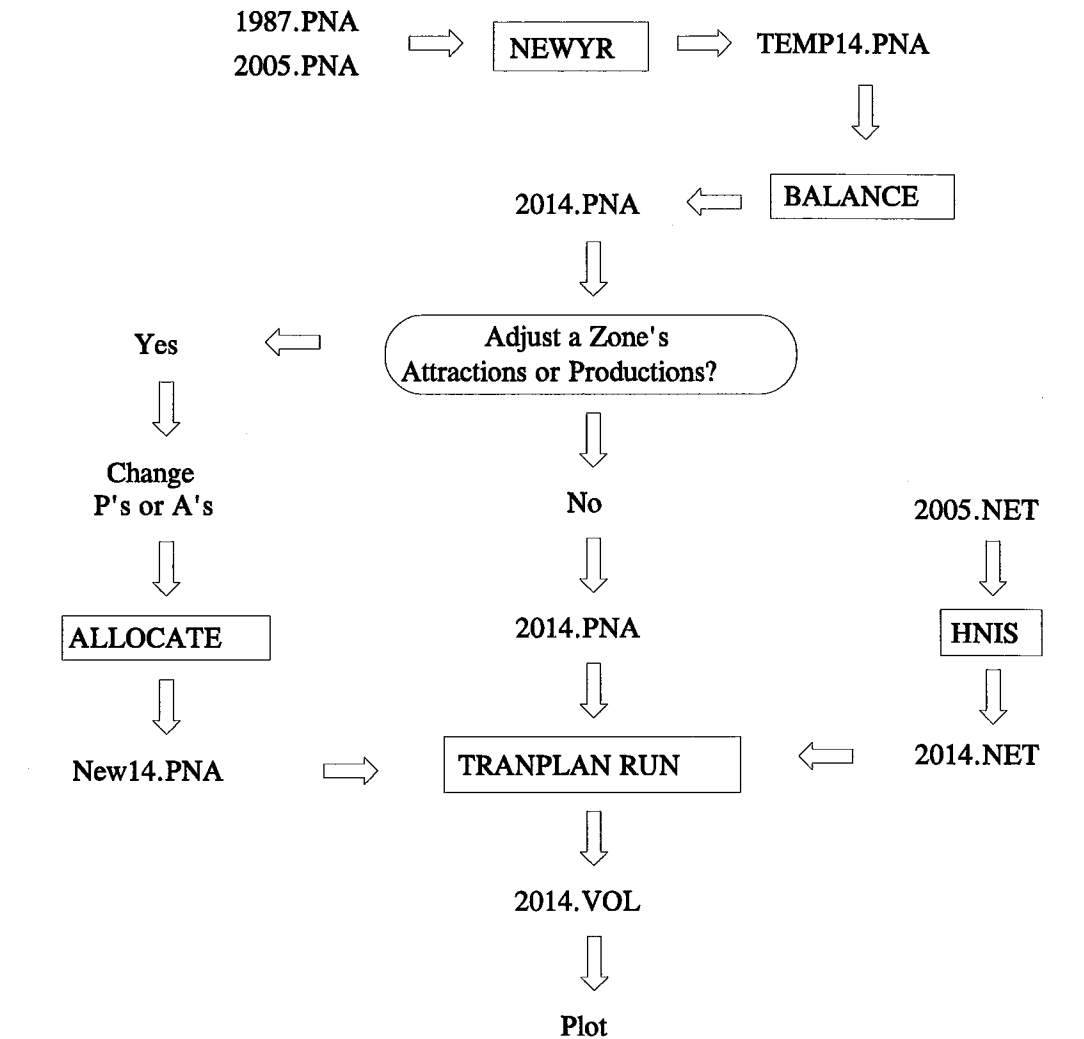 1987.PNA
2005.PNA
NEWYR
TEMP14.PNA
BALANCE
2014.PNA
Adjust a Zone's
Attractions or Productions?
Yes
Change
P's or A's
ALLOCATE
New14.PNA
No
2014.PNA
2005.NET
HNIS
2014.NET
TRANPLAN RUN
2014.VOL
Plot